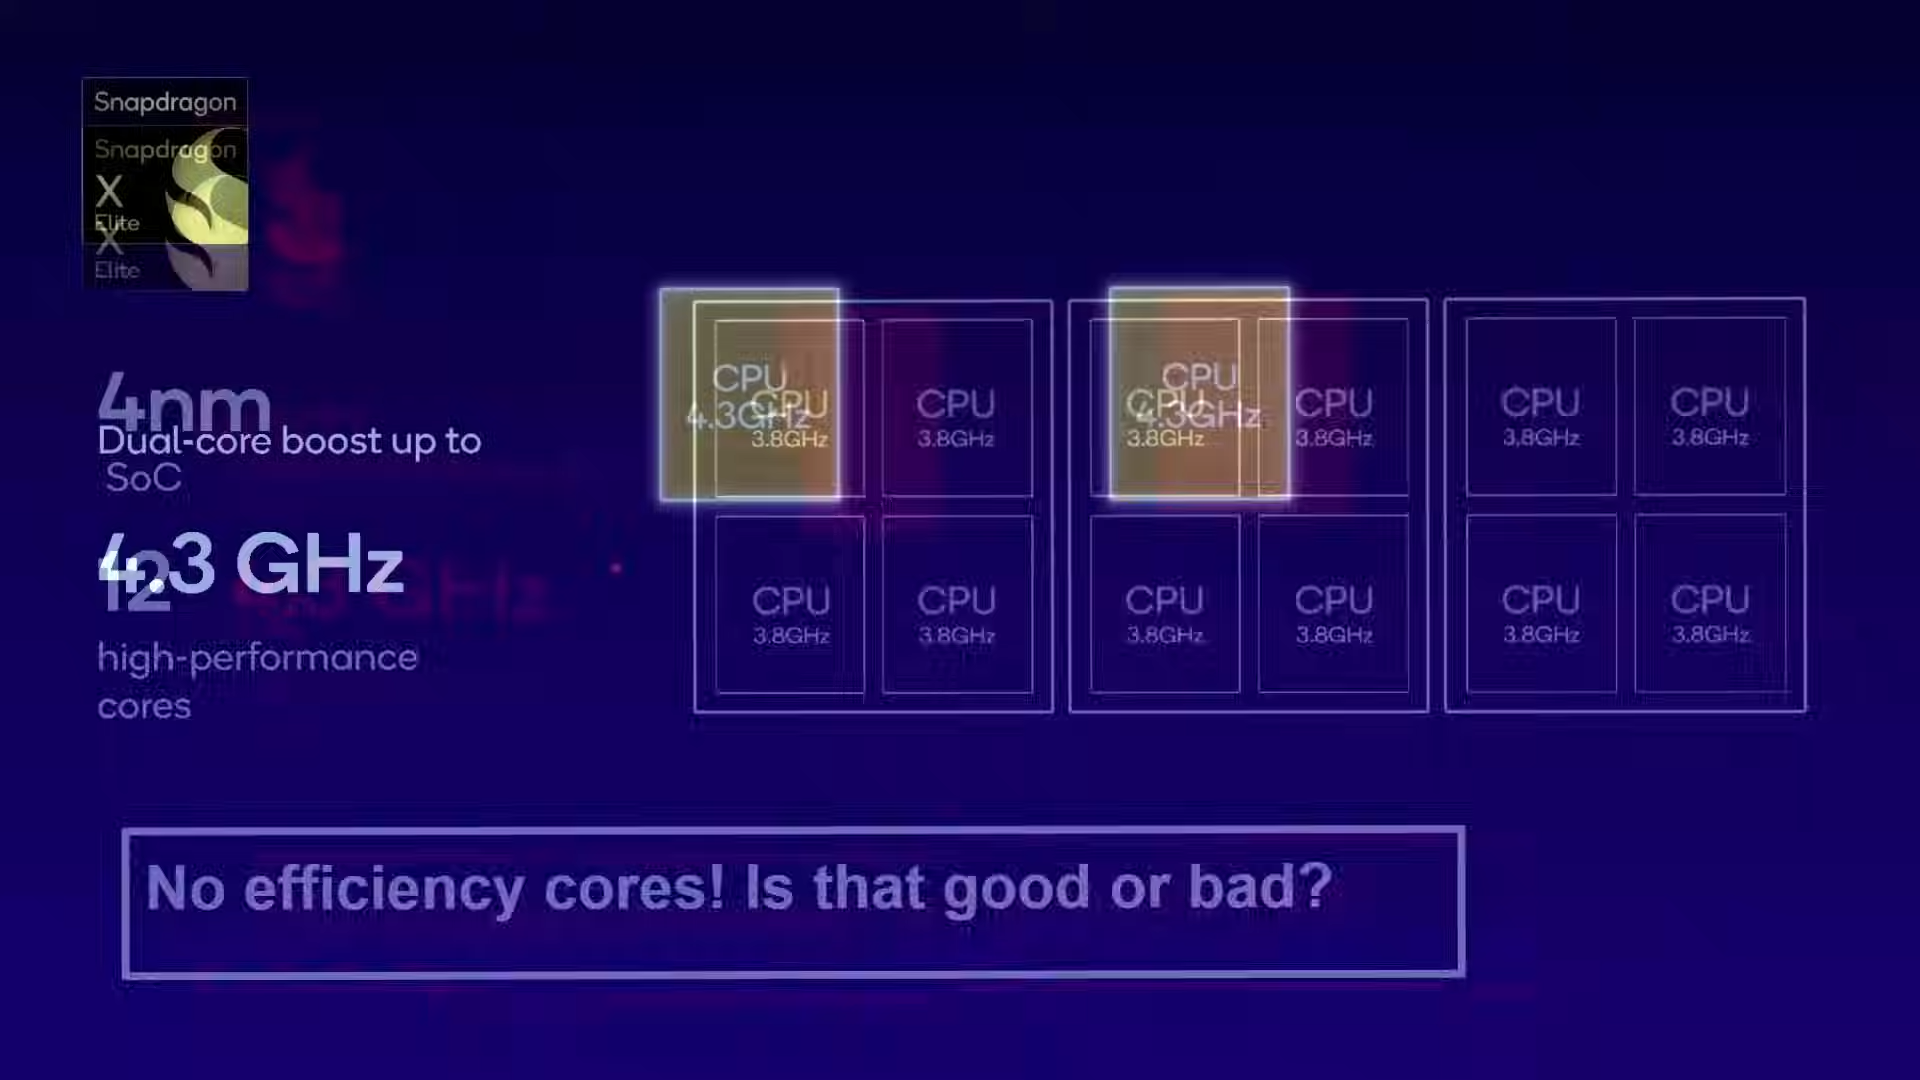 Snapdragon
Snapdragon
X
Elite
X
Elite
4nm
Dual-core boost up to
SoC
4.3 GHz
12
high-performance
cores
CPU
4.3GHz
CPU
4.3GHz
CPU
3.8GHz
CPU
3.8GHz
CPU
3.8GHz
CPU
3.8GHz
CPU
3.8GHz
CPU
3.8GHz
CPU
3.8GHz
CPU
3.8GHz
CPU
3.8GHz
CPU
3.8GHz
CPU
3.8GHz
CPU
3.8GHz
No efficiency cores! Is that good or bad?